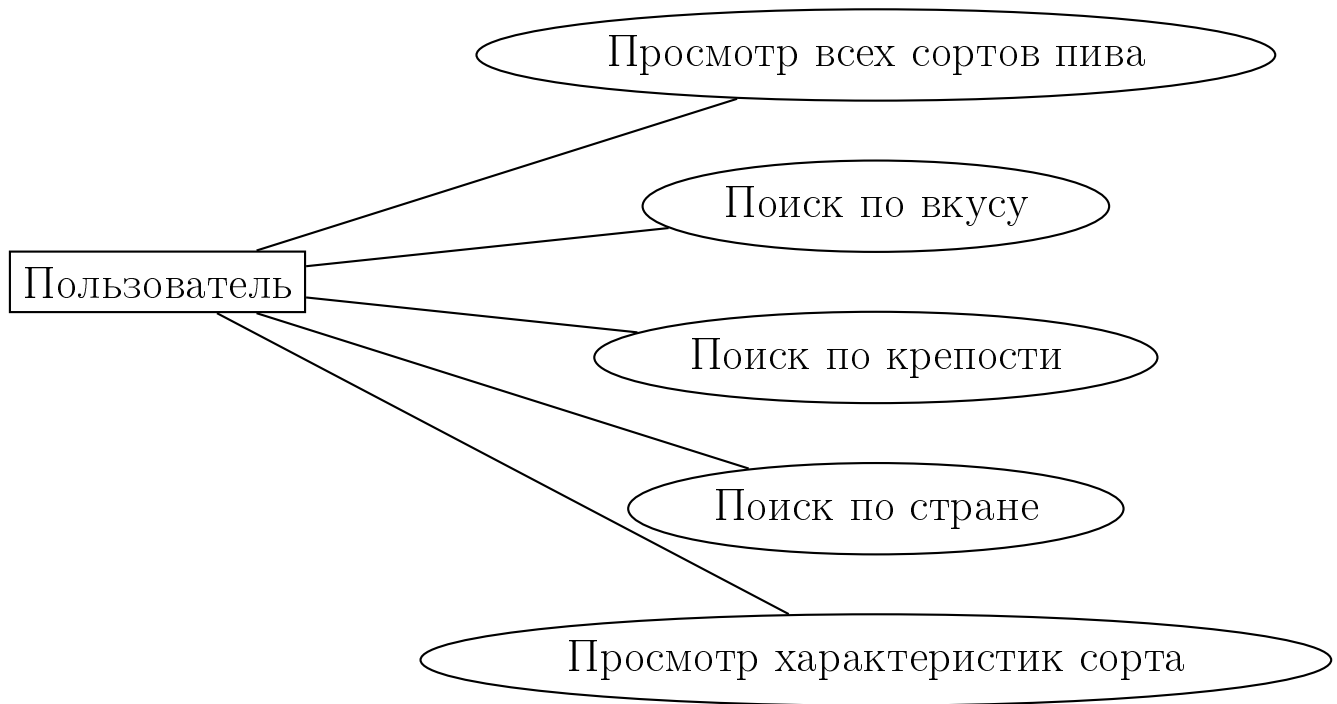 Просмотр всех сортов пива
Поиск по вкусу
Пользователь
Поиск по крепости
Поиск по стране
Просмотр характеристик сорта